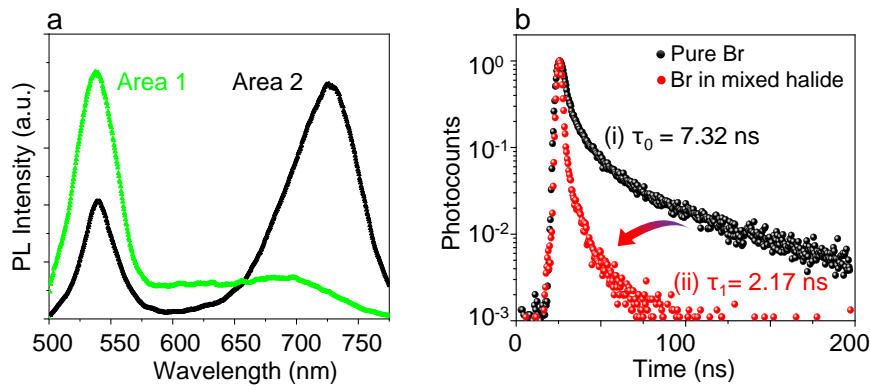 a
Area 1
Area 2
PL Intensity (a.u.)
500 550 600 650 700 750
Wavelength (nm)
b
Pure Br
Br in mixed halide
(i) τ₀ = 7.32 ns
(ii) τ₁= 2.17 ns
Photocounts
10⁰
10⁻¹
10⁻²
10⁻³
0 100 200
Time (ns)